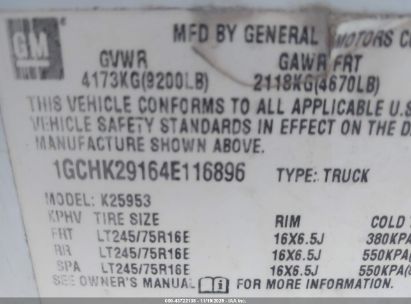 GM
MFD BY GENERAL MOTORS CO
GVWR GAWR FRT
4173KG(9200LB) 2118KG(4670LB)
THIS VEHICLE CONFORMS TO ALL APPLICABLE U.S
VEHICLE SAFETY STANDARDS IN EFFECT ON THE DA
MANUFACTURE SHOWN ABOVE.
1GCHK29164E116896 TYPE: TRUCK
MODEL: K25953
KPHV TIRE SIZE RIM COLD
FRT LT245/75R16E 16X6.5J 380KPA
RR LT245/75R16E 16X6.5J 550KPA(
SPA LT245/75R16E 16X6.5J 550KPA(
SEE OWNER'S MANUAL FOR MORE INFORMATION.